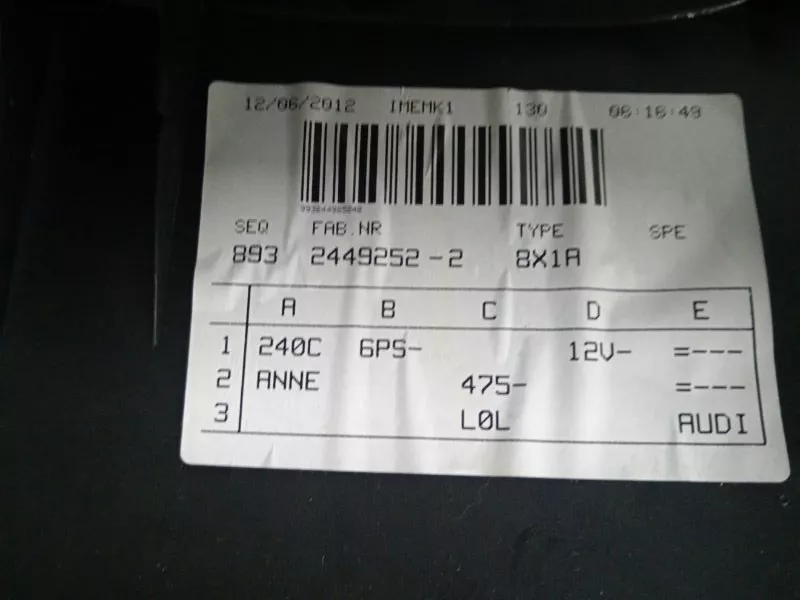 12/06/2012 IMEMK1 130 06:16:49
SEQ FAB.NR TYPE SPE
893 2449252-2 8X1A
A B C D E
1 240C 6PS- 12V- =---
2 ANNE 475- =---
3 L0L AUDI